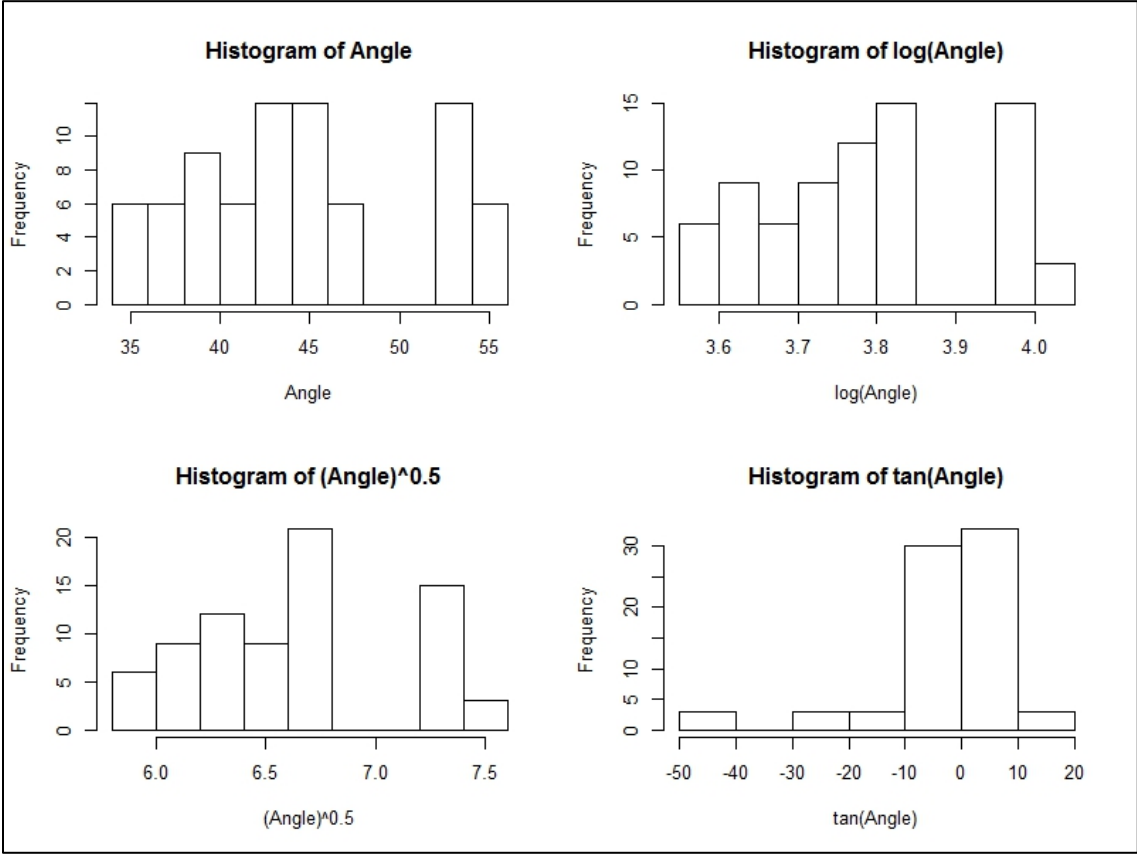 Histogram of Angle
Frequency
0 2 4 6 8 10
35 40 45 50 55
Angle
Histogram of log(Angle)
Frequency
0 5 10 15
3.6 3.7 3.8 3.9 4.0
log(Angle)
Histogram of (Angle)^0.5
Frequency
0 5 10 15 20
6.0 6.5 7.0 7.5
(Angle)^0.5
Histogram of tan(Angle)
Frequency
0 5 10 20 30
-50 -40 -30 -20 -10 0 10 20
tan(Angle)